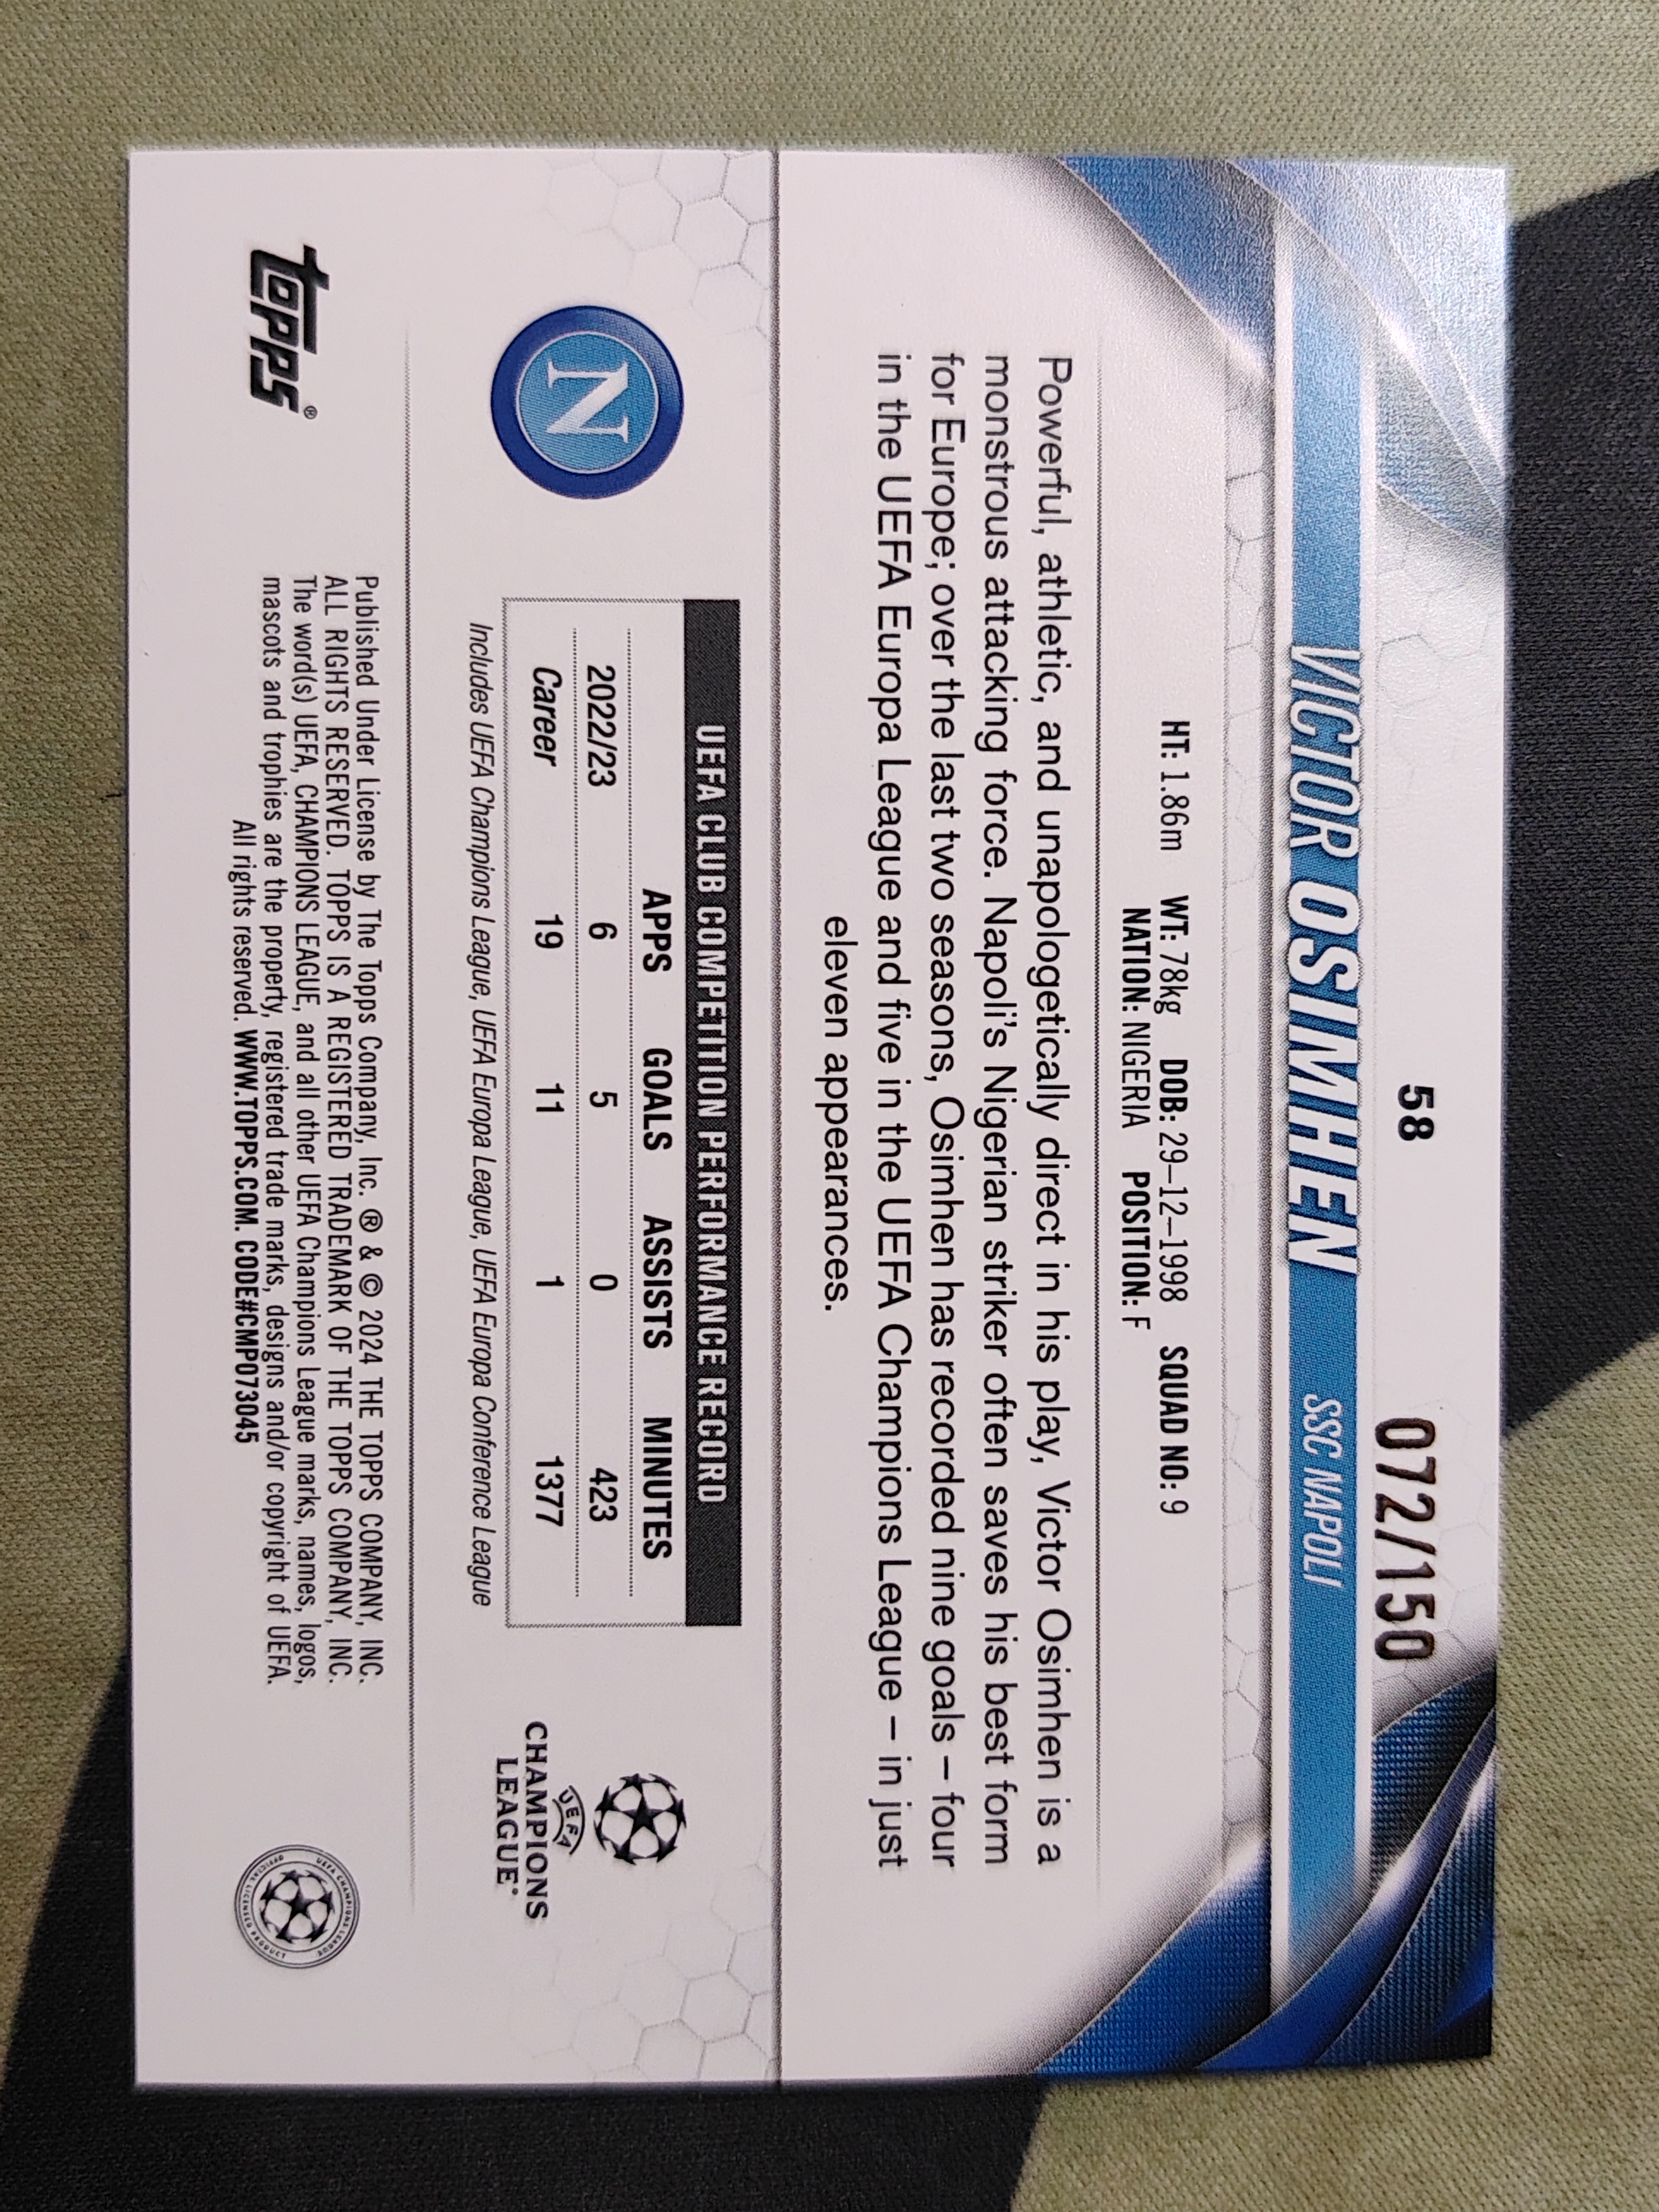 58
072/150
VICTOR OSIMHEN SSC NAPOLI
HT: 1.86m WT: 78kg DOB: 29–12–1998 SQUAD NO: 9
NATION: NIGERIA POSITION: F
Powerful, athletic, and unapologetically direct in his play, Victor Osimhen is a
monstrous attacking force. Napoli's Nigerian striker often saves his best form
for Europe; over the last two seasons, Osimhen has recorded nine goals – four
in the UEFA Europa League and five in the UEFA Champions League – in just
eleven appearances.
N
UEFA CLUB COMPETITION PERFORMANCE RECORD
APPS GOALS ASSISTS MINUTES
2022/23 6 5 0 423
Career 19 11 1 1377
Includes UEFA Champions League, UEFA Europa League, UEFA Europa Conference League
UEFA
CHAMPIONS
LEAGUE®
topps®
Published Under License by The Topps Company, Inc. ® & © 2024 THE TOPPS COMPANY, INC.
ALL RIGHTS RESERVED. TOPPS IS A REGISTERED TRADEMARK OF THE TOPPS COMPANY, INC.
The word(s) UEFA, CHAMPIONS LEAGUE, and all other UEFA Champions League marks, names, logos,
mascots and trophies are the property, registered trade marks, designs and/or copyright of UEFA.
All rights reserved. WWW.TOPPS.COM. CODE#CMP073045
UEFA CHAMPIONS LEAGUE
OFFICIAL LICENSED PRODUCT